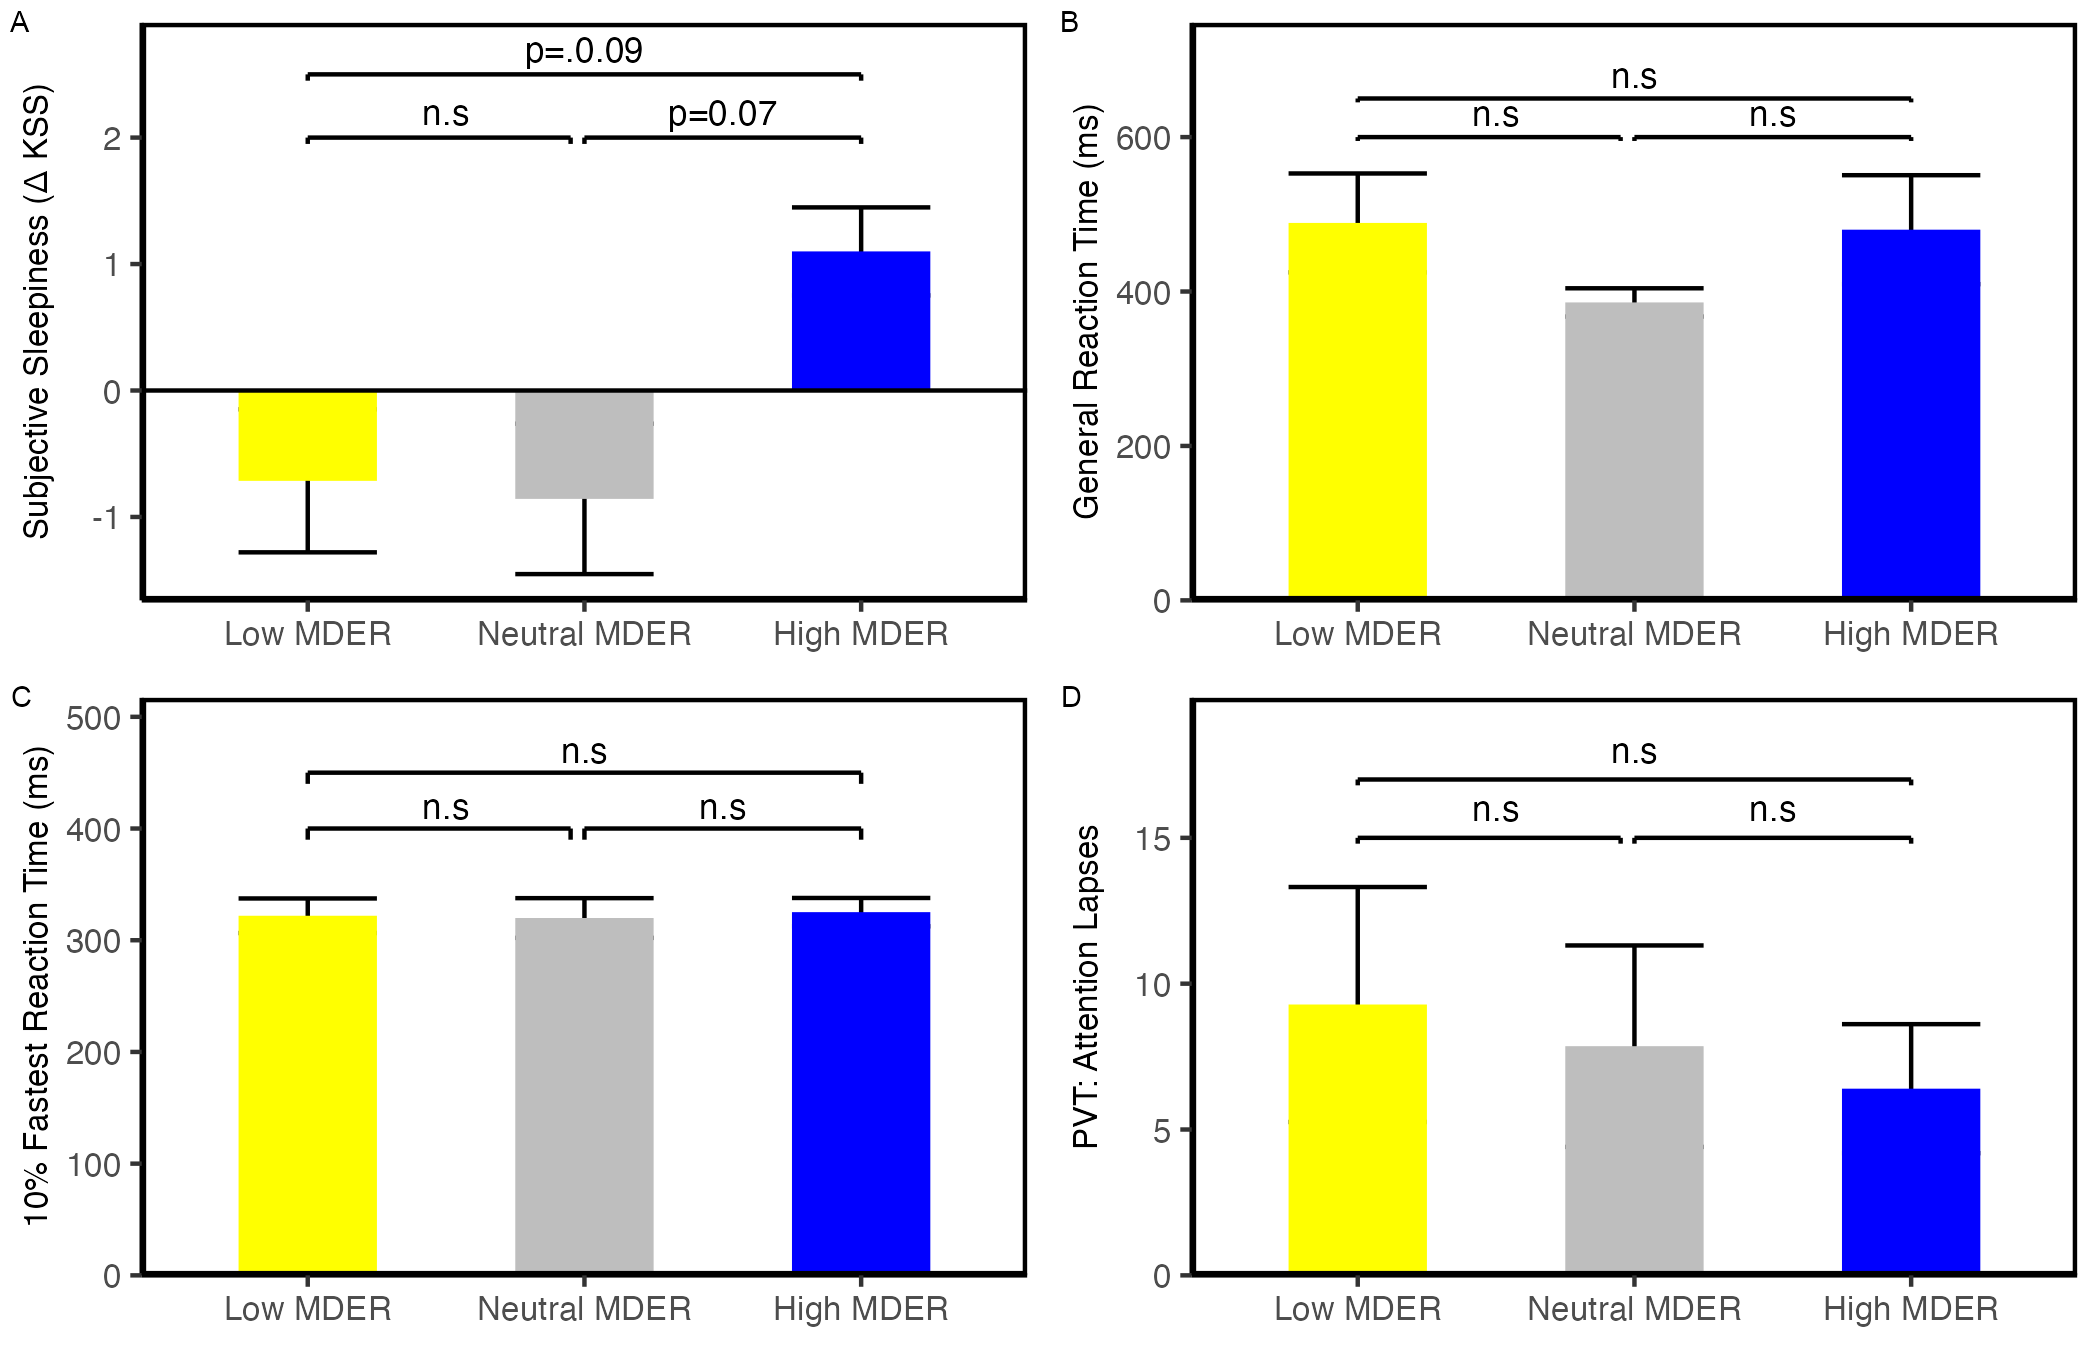 A
Subjective Sleepiness (Δ KSS)
p=.0.09
n.s
p=0.07
2
1
0
-1
Low MDER
Neutral MDER
High MDER
B
General Reaction Time (ms)
n.s
n.s
n.s
600
400
200
0
Low MDER
Neutral MDER
High MDER
C
10% Fastest Reaction Time (ms)
n.s
n.s
n.s
500
400
300
200
100
0
Low MDER
Neutral MDER
High MDER
D
PVT: Attention Lapses
n.s
n.s
n.s
15
10
5
0
Low MDER
Neutral MDER
High MDER